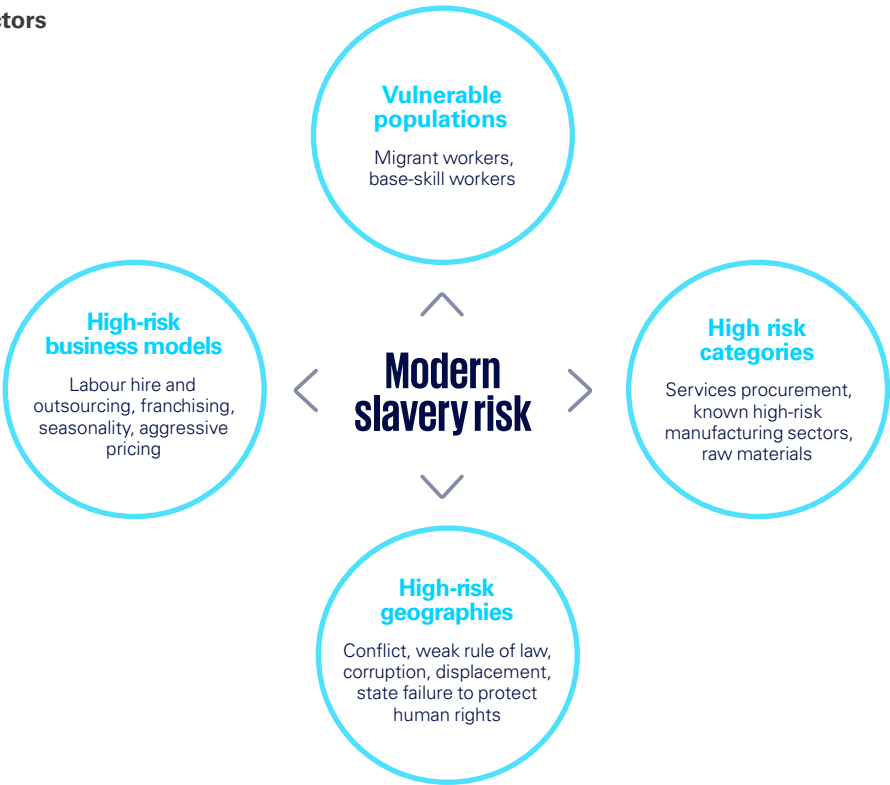 Vulnerable
populations
Migrant workers,
base-skill workers
High-risk
business models
Labour hire and
outsourcing, franchising,
seasonality, aggressive
pricing
Modern
slavery risk
High risk
categories
Services procurement,
known high-risk
manufacturing sectors,
raw materials
High-risk
geographies
Conflict, weak rule of law,
corruption, displacement,
state failure to protect
human rights